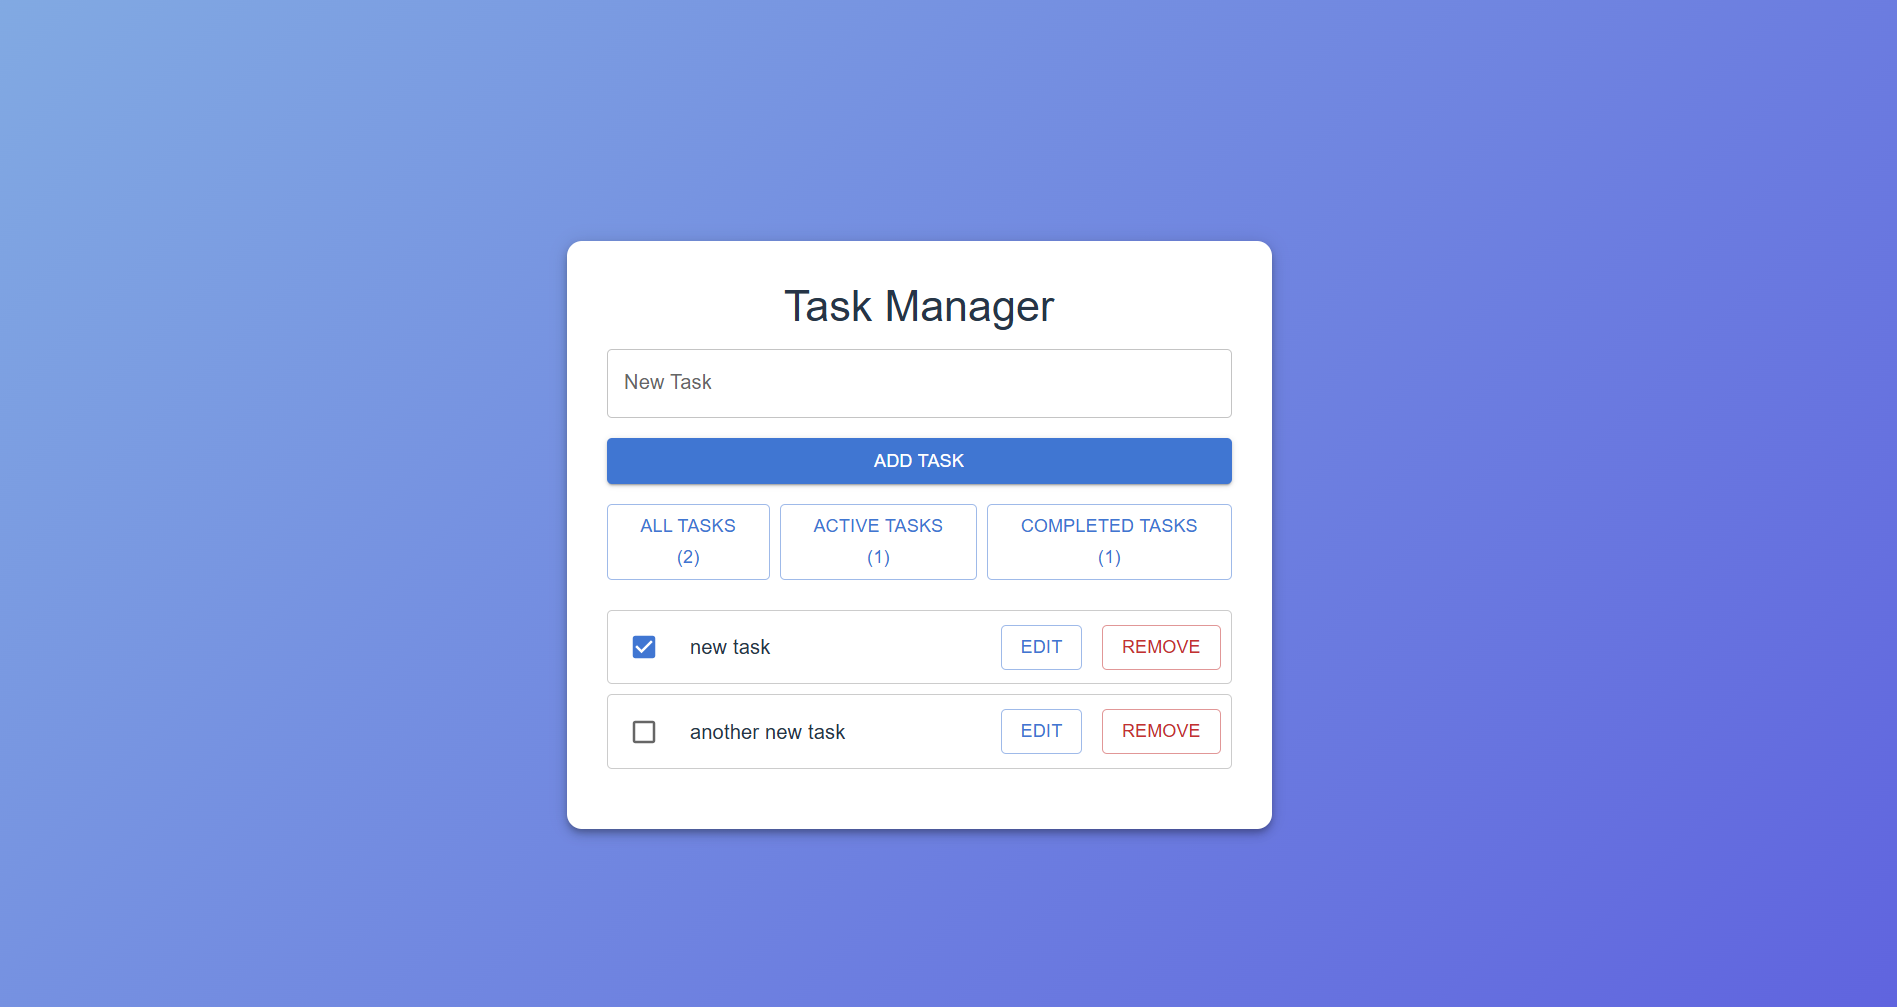 Task Manager
New Task
ADD TASK
ALL TASKS
(2)
ACTIVE TASKS
(1)
COMPLETED TASKS
(1)
new task
EDIT
REMOVE
another new task
EDIT
REMOVE